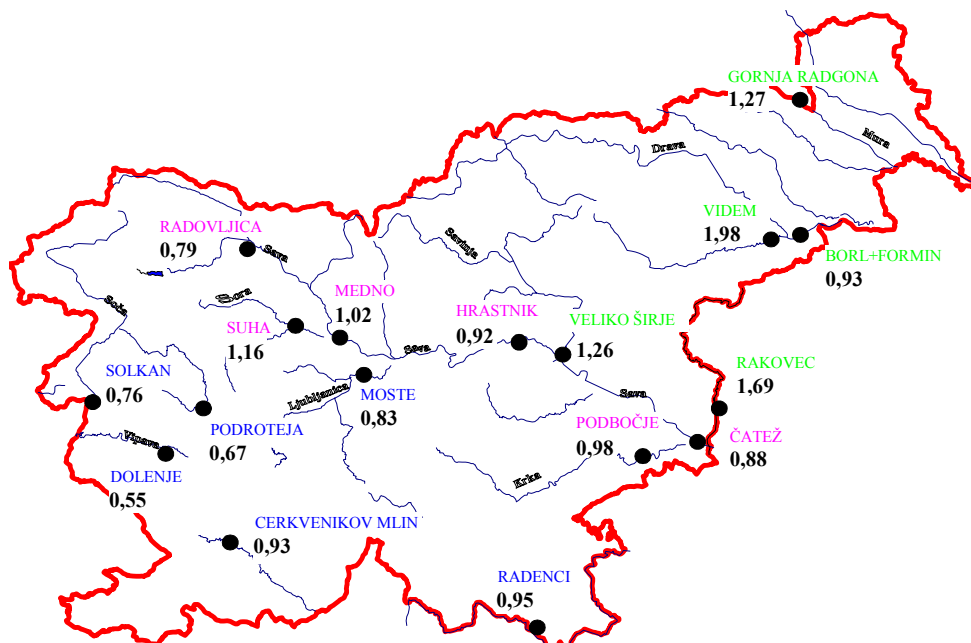 GORNJA RADGONA
1,27
Mura
Drava
VIDEM
1,98
BORL+FORMIN
0,93
RADOVLJICA
0,79
Sava
Savinja
Sora
MEDNO
1,02
SUHA
1,16
HRASTNIK
0,92
VELIKO ŠIRJE
1,26
Soča
Sava
SOLKAN
0,76
Ljubljanica
MOSTE
0,83
Sava
RAKOVEC
1,69
PODROTEJA
0,67
Vipava
DOLENJE
0,55
PODBOČJE
0,98
ČATEŽ
0,88
Krka
CERKVENIKOV MLIN
0,93
RADENCI
0,95